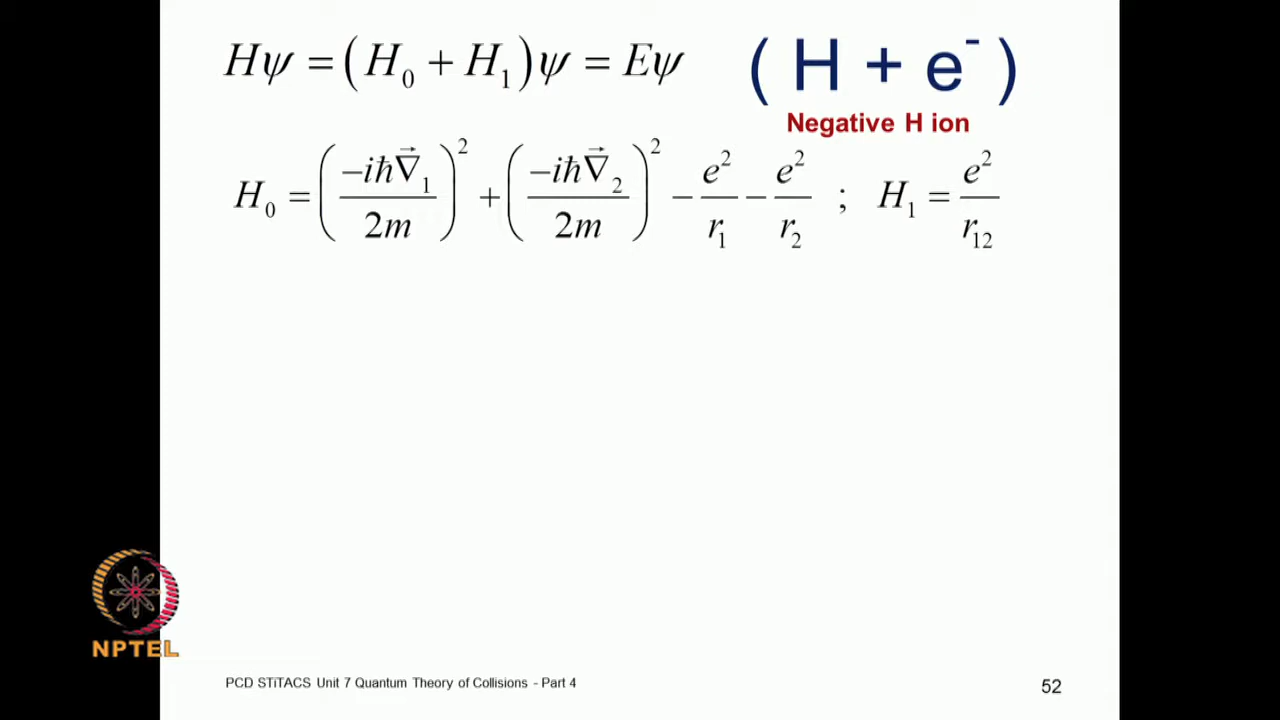 Hψ = (H₀ + H₁)ψ = Eψ
( H + e⁻ )
Negative H ion
H₀ = (−iħ∇⃗₁ / 2m)² + (−iħ∇⃗₂ / 2m)² − e²/r₁ − e²/r₂ ; H₁ = e²/r₁₂
NPTEL
PCD STiTACS Unit 7 Quantum Theory of Collisions - Part 4
52